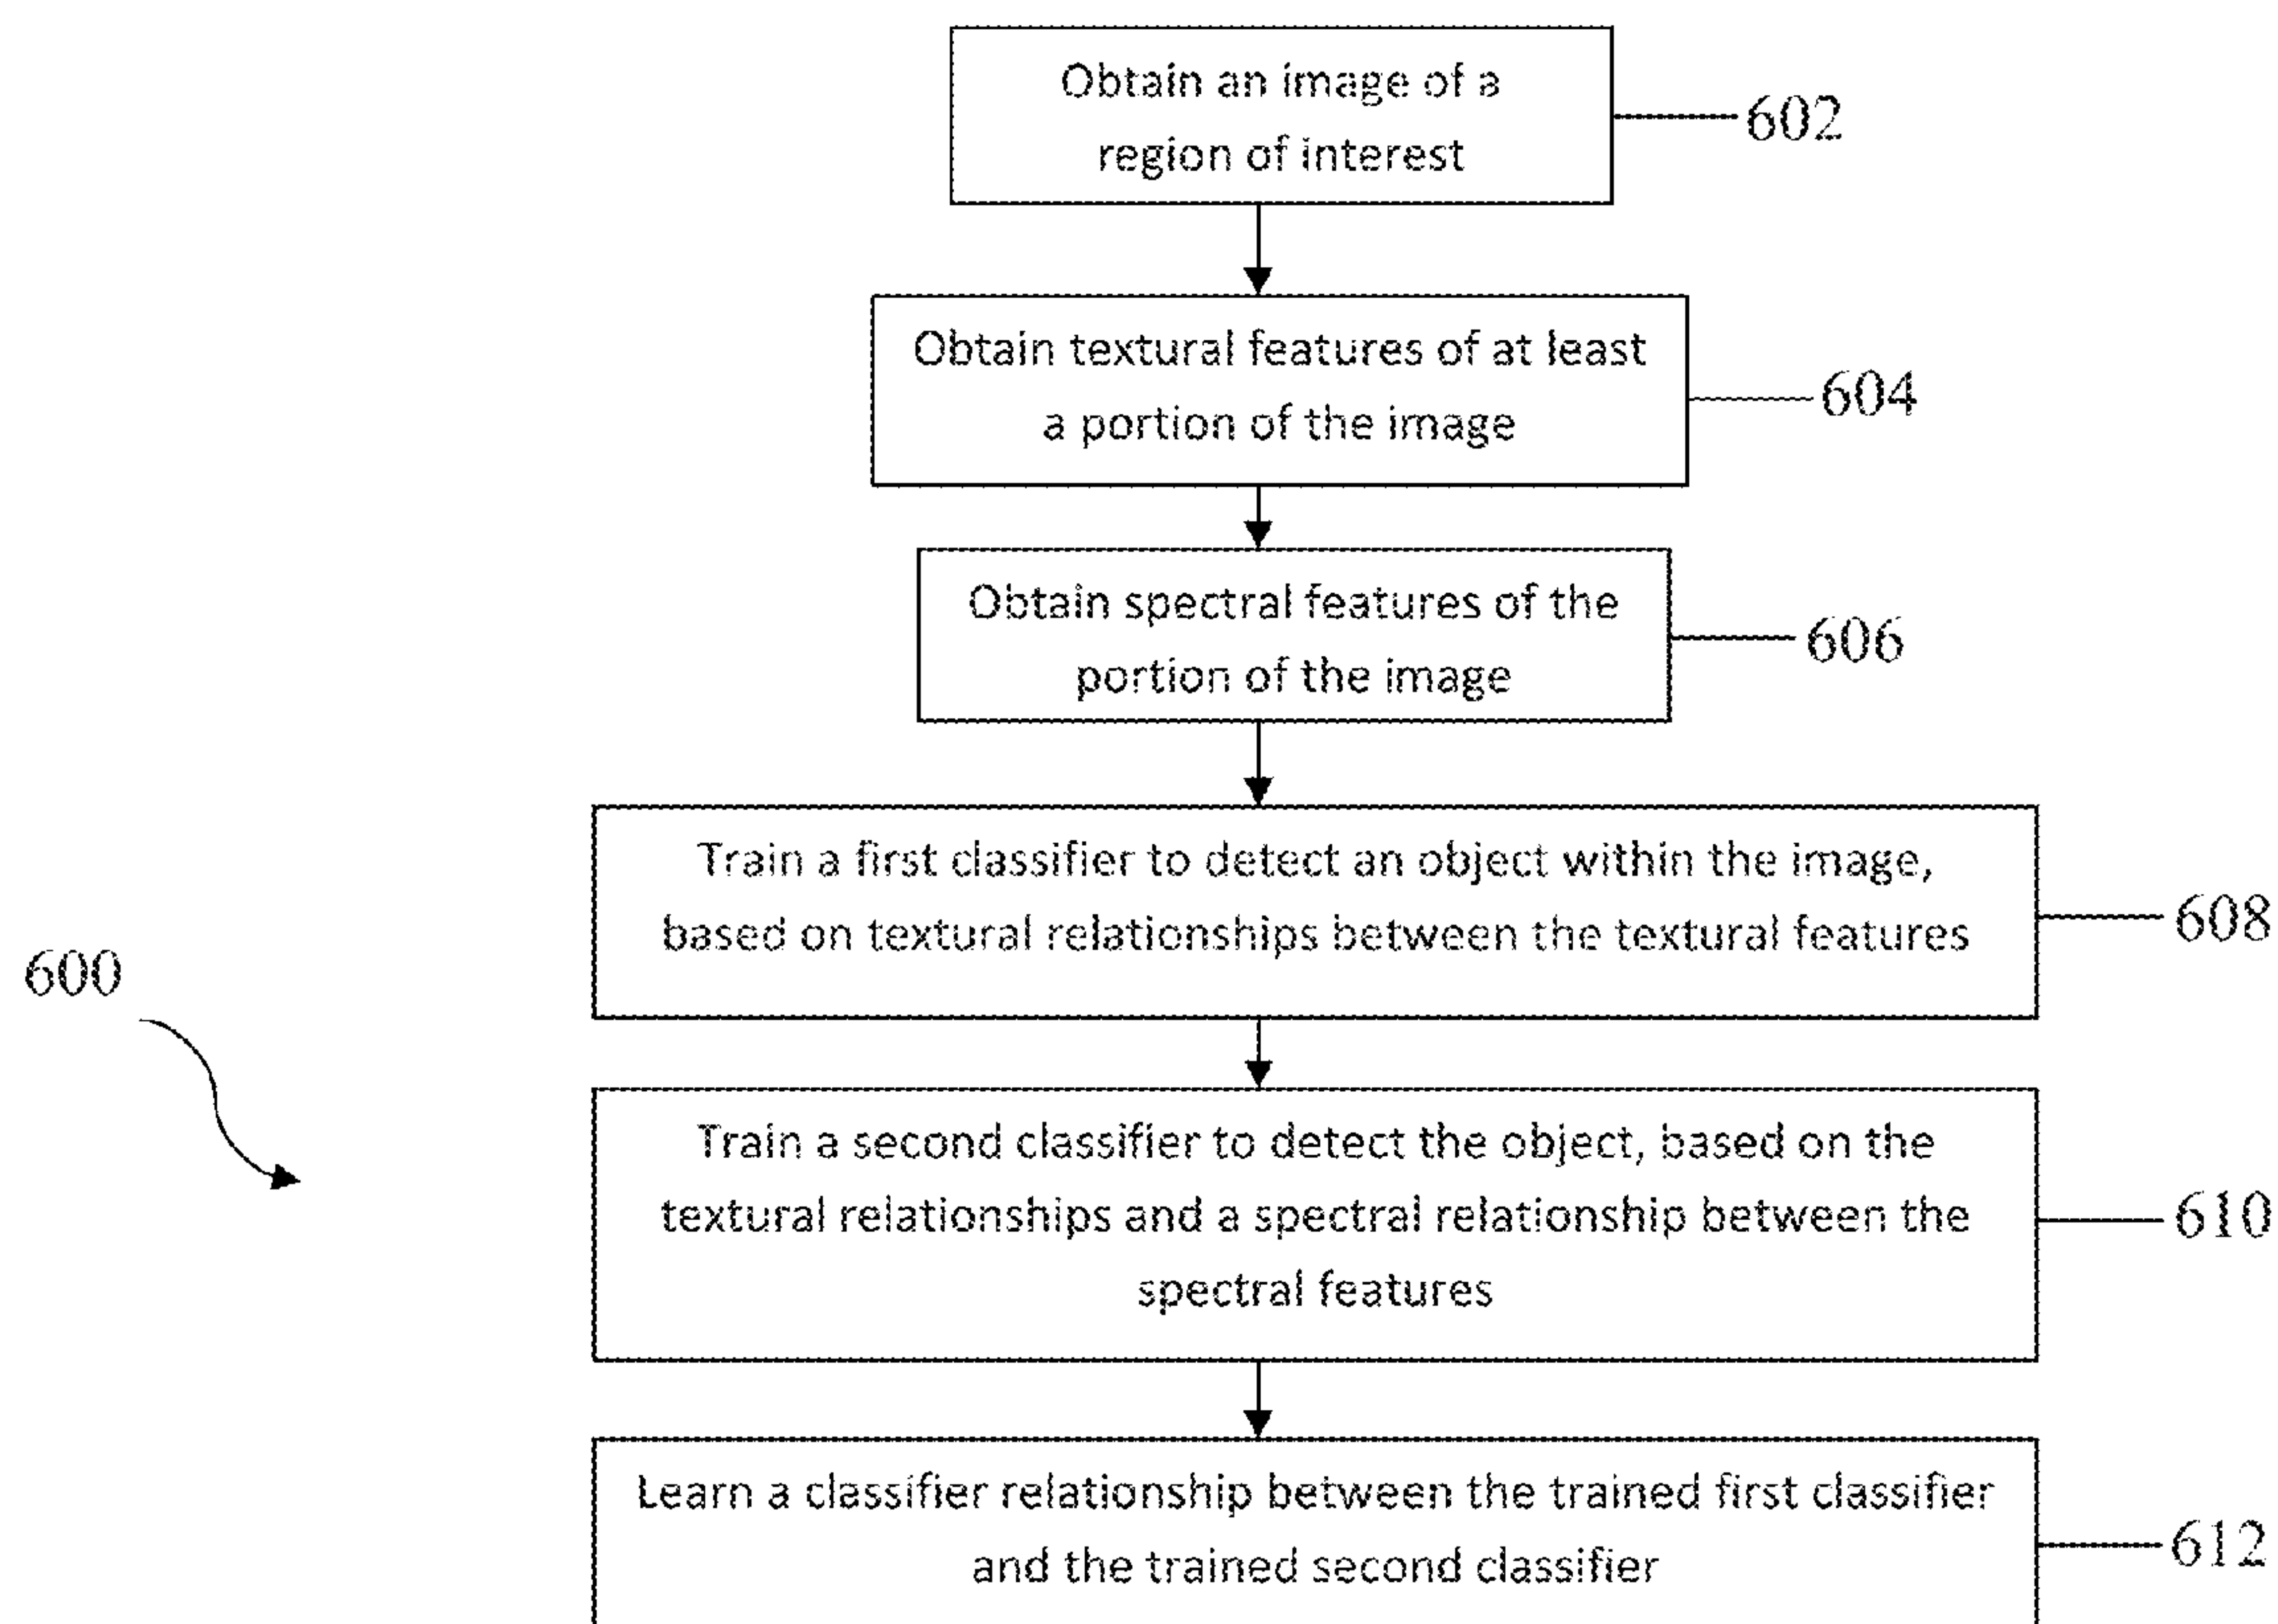 Obtain an image of a
region of interest
602
Obtain textural features of at least
a portion of the image
604
Obtain spectral features of the
portion of the image
606
Train a first classifier to detect an object within the image,
based on textural relationships between the textural features
608
600
Train a second classifier to detect the object, based on the
textural relationships and a spectral relationship between the
spectral features
610
Learn a classifier relationship between the trained first classifier
and the trained second classifier
612